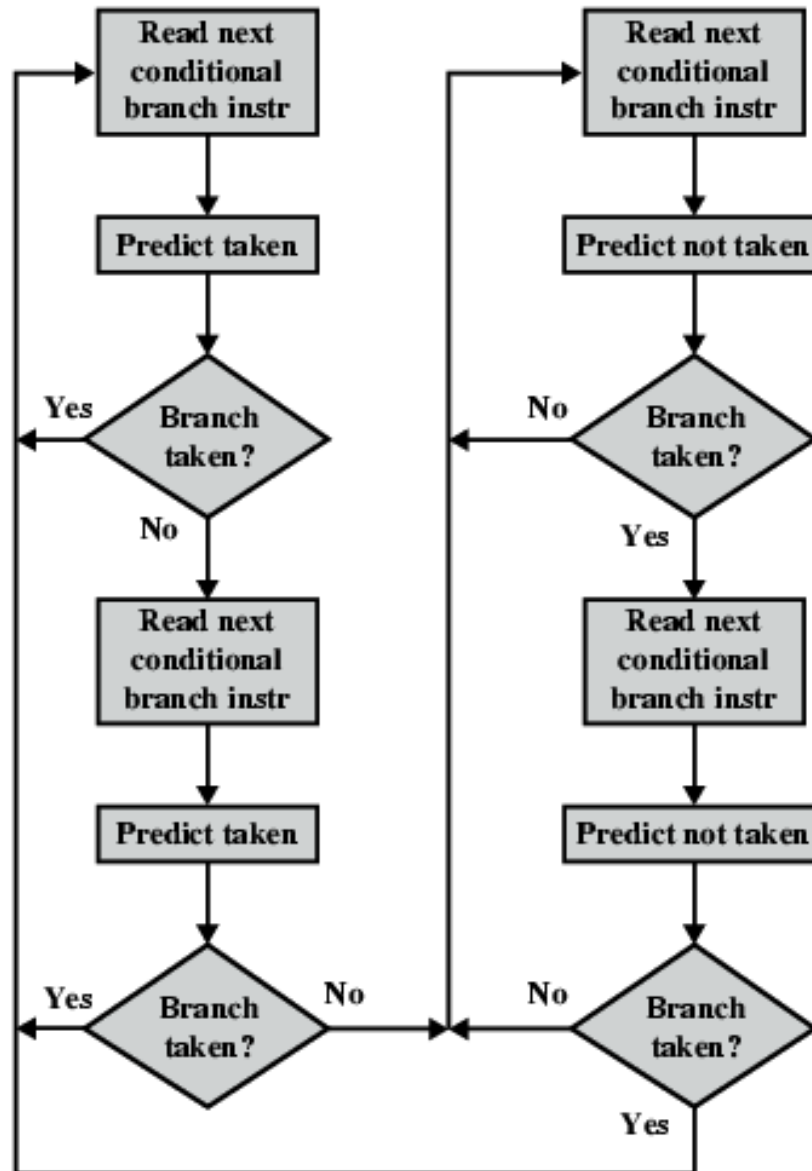 Read next
conditional
branch instr
Predict taken
Yes
Branch
taken?
No
Read next
conditional
branch instr
Predict taken
Yes
Branch
taken?
No
Read next
conditional
branch instr
Predict not taken
No
Branch
taken?
Yes
Read next
conditional
branch instr
Predict not taken
No
Branch
taken?
Yes